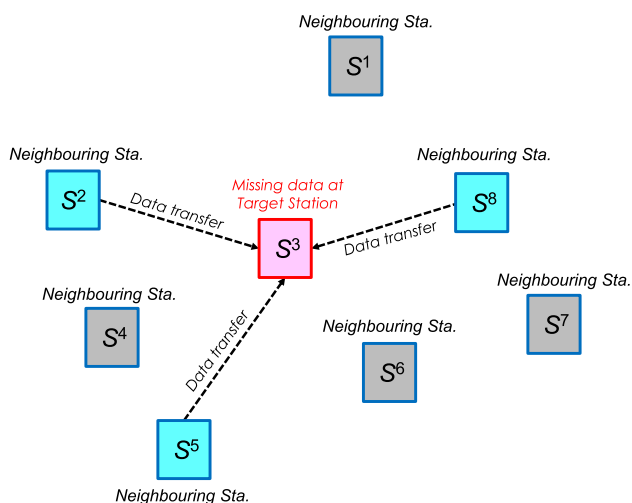 Neighbouring Sta.
S¹
Neighbouring Sta.
S²
Data transfer
Missing data at
Target Station
S³
Neighbouring Sta.
S⁸
Data transfer
Neighbouring Sta.
S⁴
Neighbouring Sta.
S⁷
Neighbouring Sta.
S⁶
Data transfer
S⁵
Neighbouring Sta.